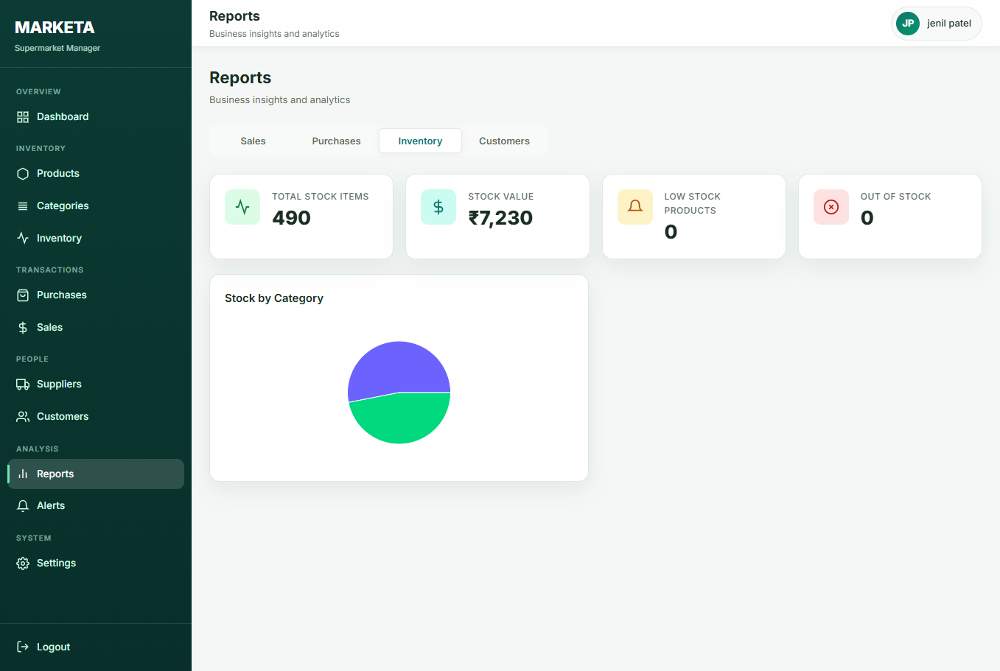 MARKETA
Supermarket Manager
OVERVIEW
Dashboard
INVENTORY
Products
Categories
Inventory
TRANSACTIONS
Purchases
Sales
PEOPLE
Suppliers
Customers
ANALYSIS
Reports
Alerts
SYSTEM
Settings
Logout
Reports
Business insights and analytics
JP
jenil patel
Reports
Business insights and analytics
Sales
Purchases
Inventory
Customers
TOTAL STOCK ITEMS
490
STOCK VALUE
₹7,230
LOW STOCK
PRODUCTS
0
OUT OF STOCK
0
Stock by Category